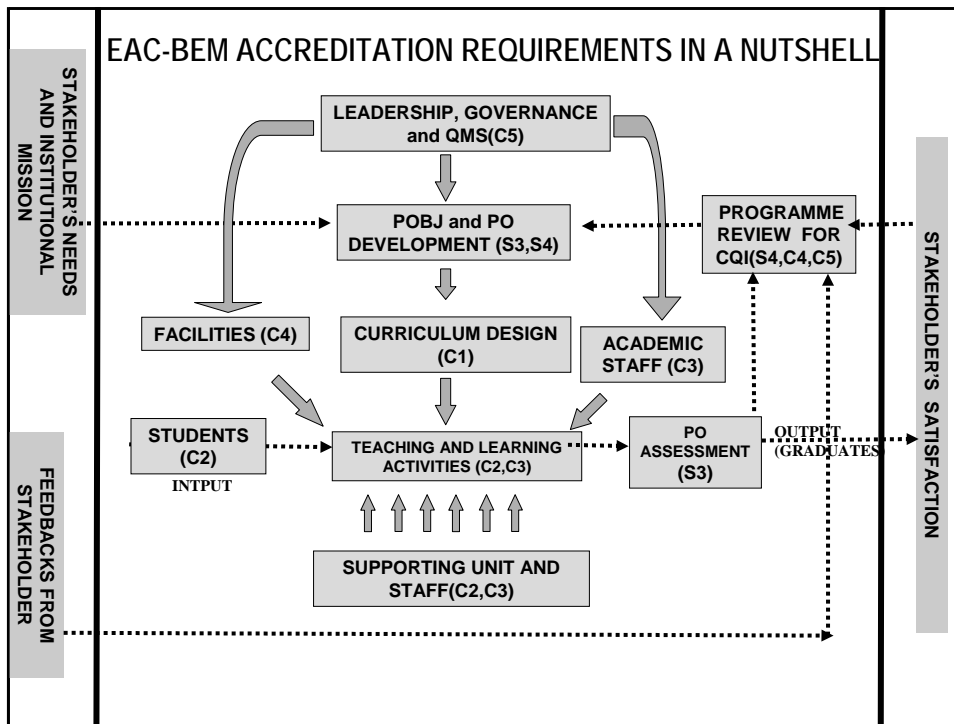 EAC-BEM ACCREDITATION REQUIREMENTS IN A NUTSHELL
STAKEHOLDER'S NEEDS
AND INSTITUTIONAL
MISSION
LEADERSHIP, GOVERNANCE
and QMS(C5)
POBJ and PO
DEVELOPMENT (S3,S4)
PROGRAMME
REVIEW FOR
CQI(S4,C4,C5)
FACILITIES (C4)
CURRICULUM DESIGN
(C1)
ACADEMIC
STAFF (C3)
STUDENTS
(C2)
INTPUT
TEACHING AND LEARNING
ACTIVITIES (C2,C3)
PO
ASSESSMENT
(S3)
OUTPUT
(GRADUATES)
SUPPORTING UNIT AND
STAFF(C2,C3)
FEEDBACKS FROM
STAKEHOLDER
STAKEHOLDER'S SATISFACTION